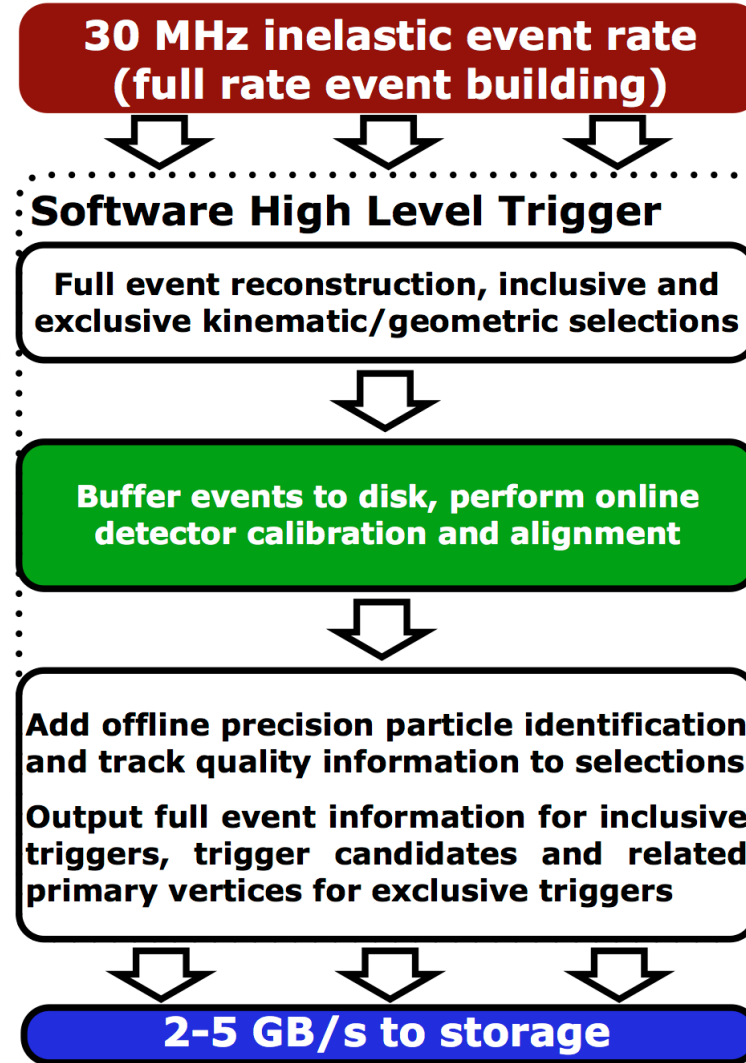 30 MHz inelastic event rate
(full rate event building)
Software High Level Trigger
Full event reconstruction, inclusive and
exclusive kinematic/geometric selections
Buffer events to disk, perform online
detector calibration and alignment
Add offline precision particle identification
and track quality information to selections
Output full event information for inclusive
triggers, trigger candidates and related
primary vertices for exclusive triggers
2-5 GB/s to storage